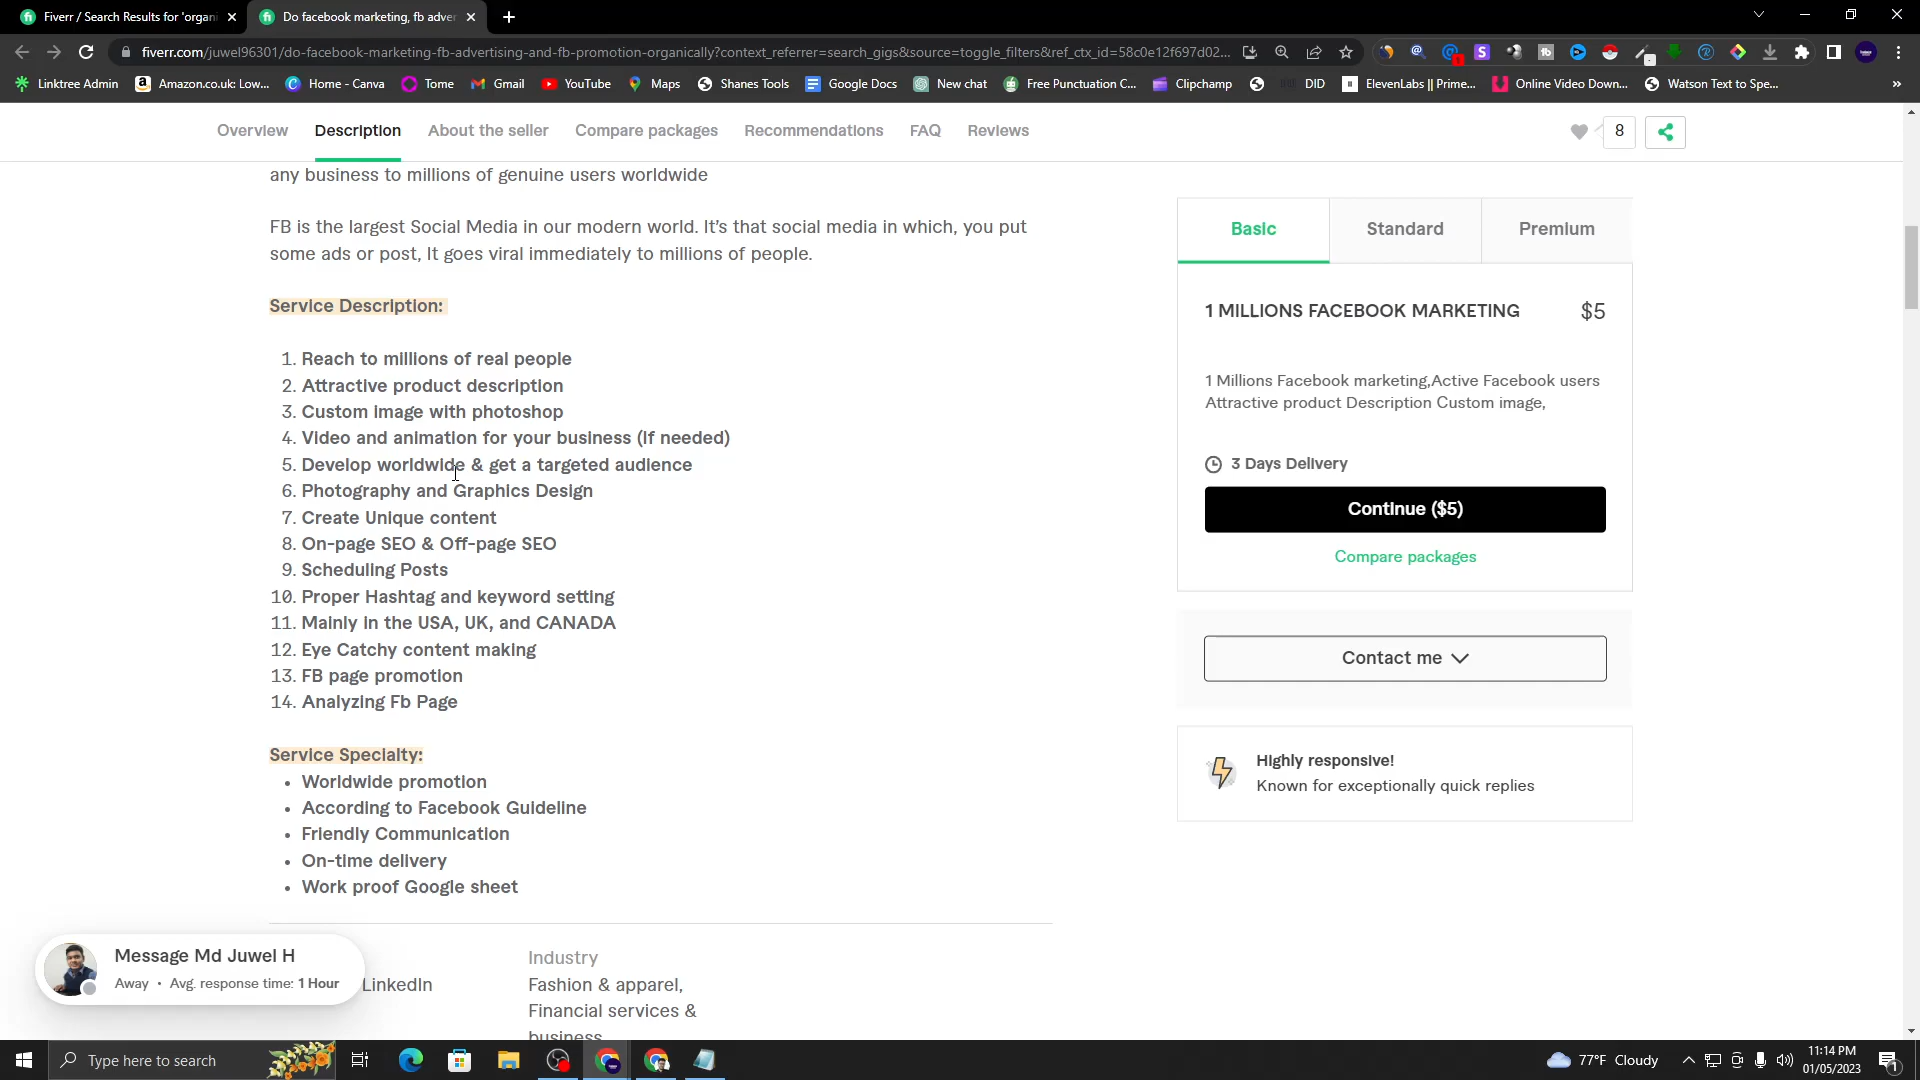 Fiverr / Search Results for 'organi
Do facebook marketing, fb adver
fiverr.com/juwel96301/do-facebook-marketing-fb-advertising-and-fb-promotion-organically?context_referrer=search_gigs&source=toggle_filters&ref_ctx_id=58c0e12f697d02...
Linktree Admin
Amazon.co.uk: Low...
Home - Canva
Tome
Gmail
YouTube
Maps
Shanes Tools
Google Docs
New chat
Free Punctuation C...
Clipchamp
DID
ElevenLabs || Prime...
Online Video Down...
Watson Text to Spe...
»
Overview
Description
About the seller
Compare packages
Recommendations
FAQ
Reviews
8
any business to millions of genuine users worldwide
FB is the largest Social Media in our modern world. It's that social media in which, you put
some ads or post, It goes viral immediately to millions of people.
Service Description:
1. Reach to millions of real people
2. Attractive product description
3. Custom image with photoshop
4. Video and animation for your business (if needed)
5. Develop worldwide & get a targeted audience
6. Photography and Graphics Design
7. Create Unique content
8. On-page SEO & Off-page SEO
9. Scheduling Posts
10. Proper Hashtag and keyword setting
11. Mainly in the USA, UK, and CANADA
12. Eye Catchy content making
13. FB page promotion
14. Analyzing Fb Page
Service Specialty:
• Worldwide promotion
• According to Facebook Guideline
• Friendly Communication
• On-time delivery
• Work proof Google sheet
Basic
Standard
Premium
1 MILLIONS FACEBOOK MARKETING
$5
1 Millions Facebook marketing,Active Facebook users
Attractive product Description Custom image,
3 Days Delivery
Continue ($5)
Compare packages
Contact me
Highly responsive!
Known for exceptionally quick replies
Message Md Juwel H
Away • Avg. response time: 1 Hour
LinkedIn
Industry
Fashion & apparel,
Financial services &
business
Type here to search
77°F Cloudy
11:14 PM
01/05/2023
1